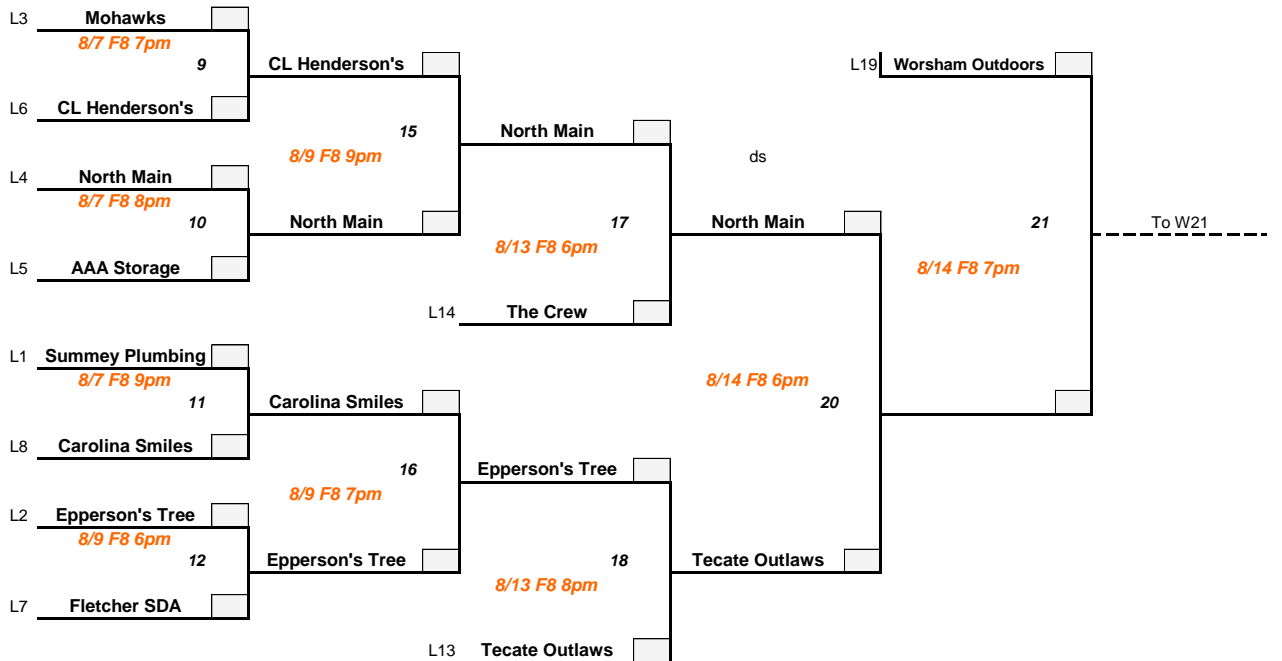 L3 Mohawks
8/7 F8 7pm
9 CL Henderson's L19 Worsham Outdoors
L6 CL Henderson's
15 North Main
8/9 F8 9pm ds
L4 North Main
8/7 F8 8pm
10 North Main 17 North Main 21 To W21
8/13 F8 6pm
L5 AAA Storage 8/14 F8 7pm
L14 The Crew
L1 Summey Plumbing
8/7 F8 9pm 8/14 F8 6pm
11 Carolina Smiles 20
L8 Carolina Smiles
16 Epperson's Tree
8/9 F8 7pm
L2 Epperson's Tree
8/9 F8 6pm
12 Epperson's Tree 18 Tecate Outlaws
8/13 F8 8pm
L7 Fletcher SDA
L13 Tecate Outlaws